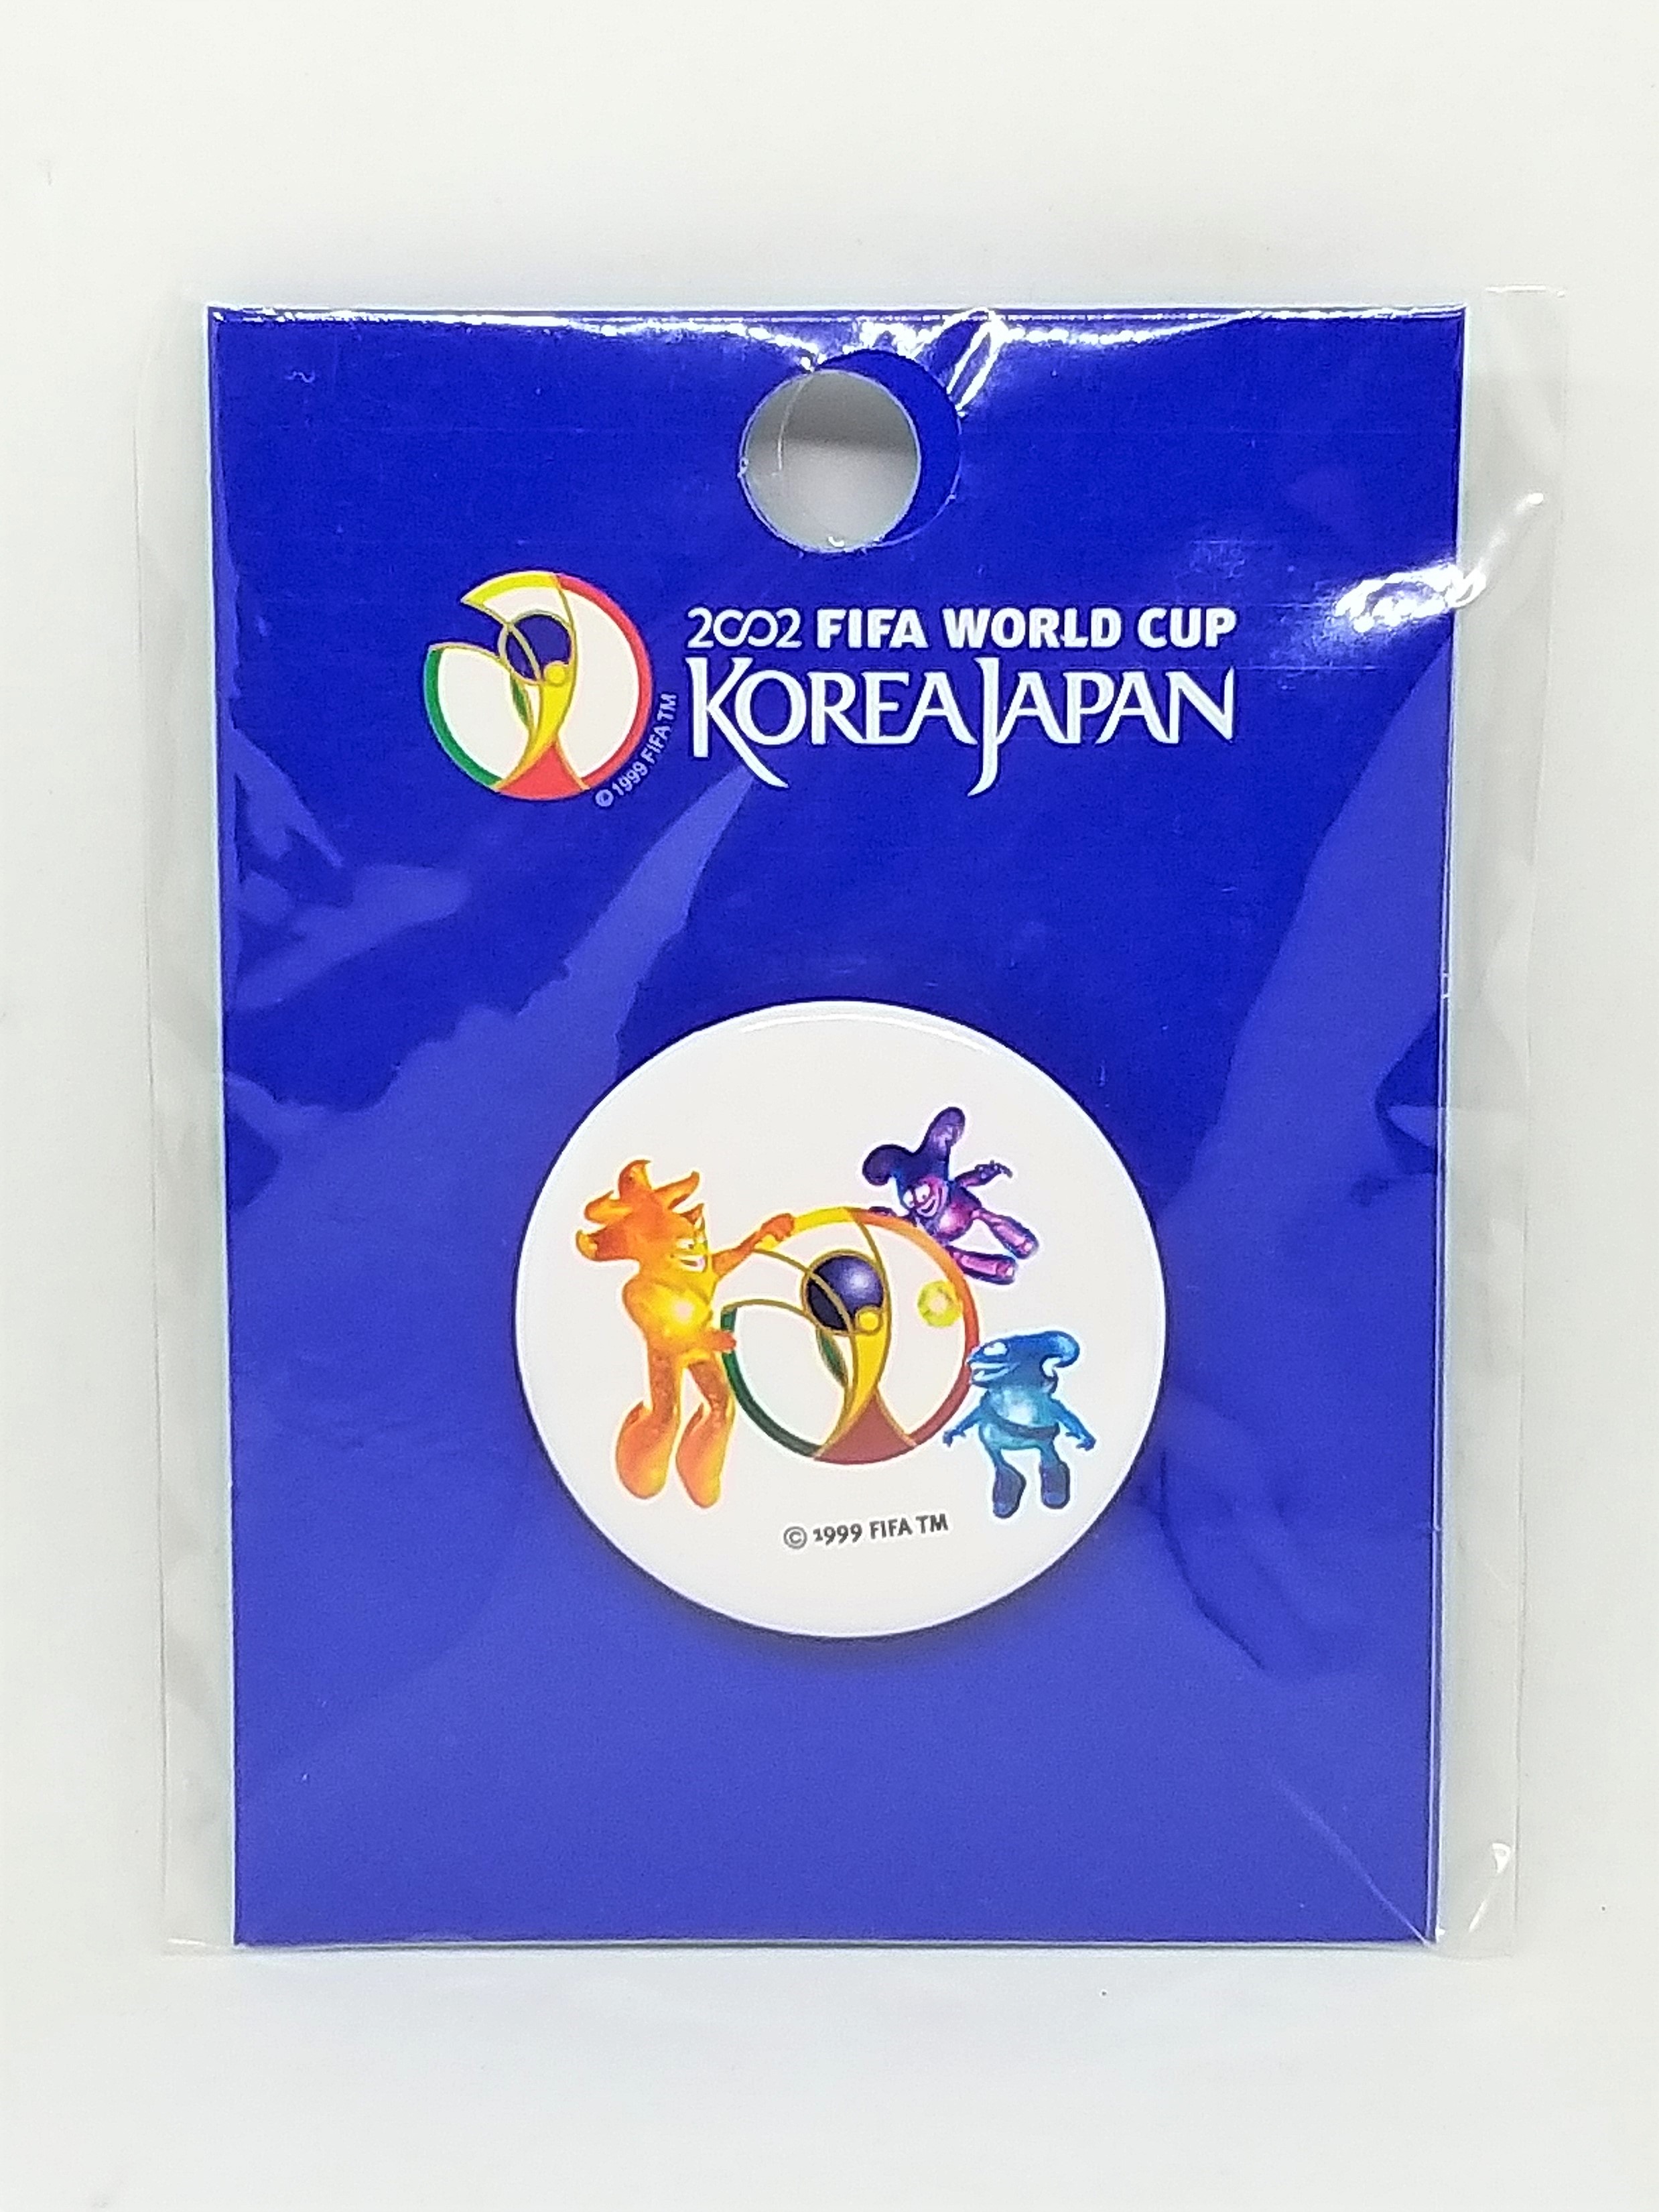 2002 FIFA WORLD CUP
KOREA JAPAN
© 1999 FIFA TM
© 1999 FIFA TM